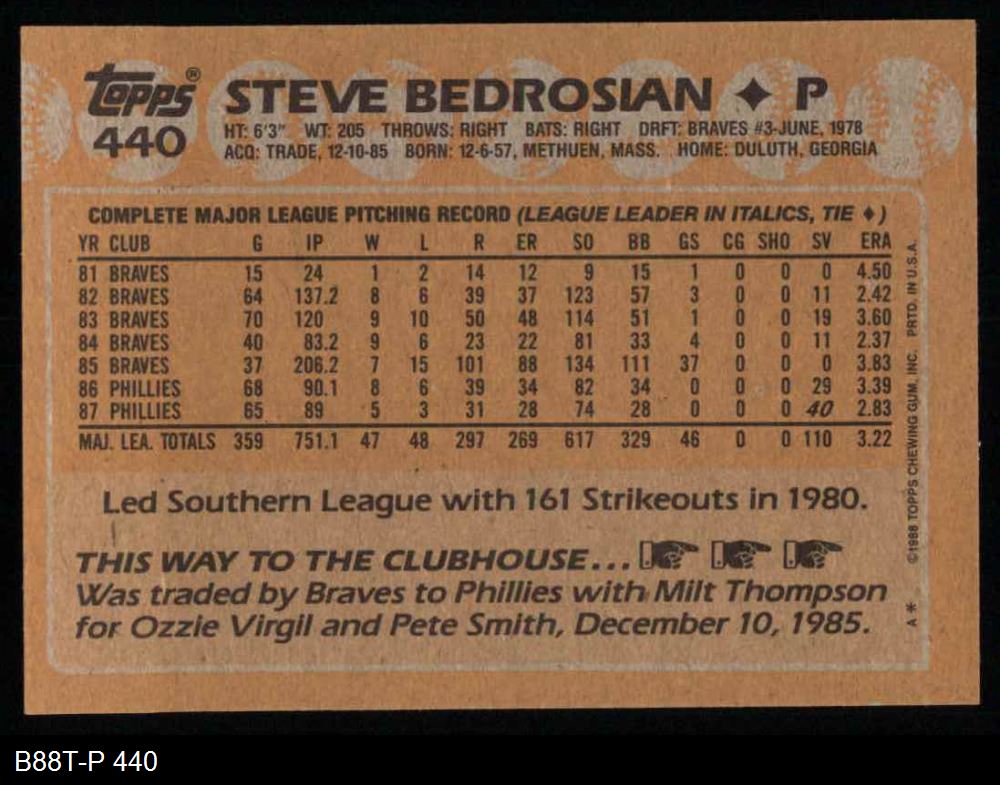 topps® STEVE BEDROSIAN ♦ P
440 HT: 6'3" WT: 205 THROWS: RIGHT BATS: RIGHT DRFT: BRAVES #3-JUNE, 1978
ACQ: TRADE, 12-10-85 BORN: 12-6-57, METHUEN, MASS. HOME: DULUTH, GEORGIA
COMPLETE MAJOR LEAGUE PITCHING RECORD (LEAGUE LEADER IN ITALICS, TIE ♦)
YR CLUB G IP W L R ER SO BB GS CG SHO SV ERA
81 BRAVES 15 24 1 2 14 12 9 15 1 0 0 0 4.50
82 BRAVES 64 137.2 8 6 39 37 123 57 3 0 0 11 2.42
83 BRAVES 70 120 9 10 50 48 114 51 1 0 0 19 3.60
84 BRAVES 40 83.2 9 6 23 22 81 33 4 0 0 11 2.37
85 BRAVES 37 206.2 7 15 101 88 134 111 37 0 0 0 3.83
86 PHILLIES 68 90.1 8 6 39 34 82 34 0 0 0 29 3.39
87 PHILLIES 65 89 5 3 31 28 74 28 0 0 0 40 2.83
MAJ. LEA. TOTALS 359 751.1 47 48 297 269 617 329 46 0 0 110 3.22
Led Southern League with 161 Strikeouts in 1980.
THIS WAY TO THE CLUBHOUSE...
Was traded by Braves to Phillies with Milt Thompson
for Ozzie Virgil and Pete Smith, December 10, 1985.
A* ©1988 TOPPS CHEWING GUM, INC. PRTD. IN U.S.A.
B88T-P 440